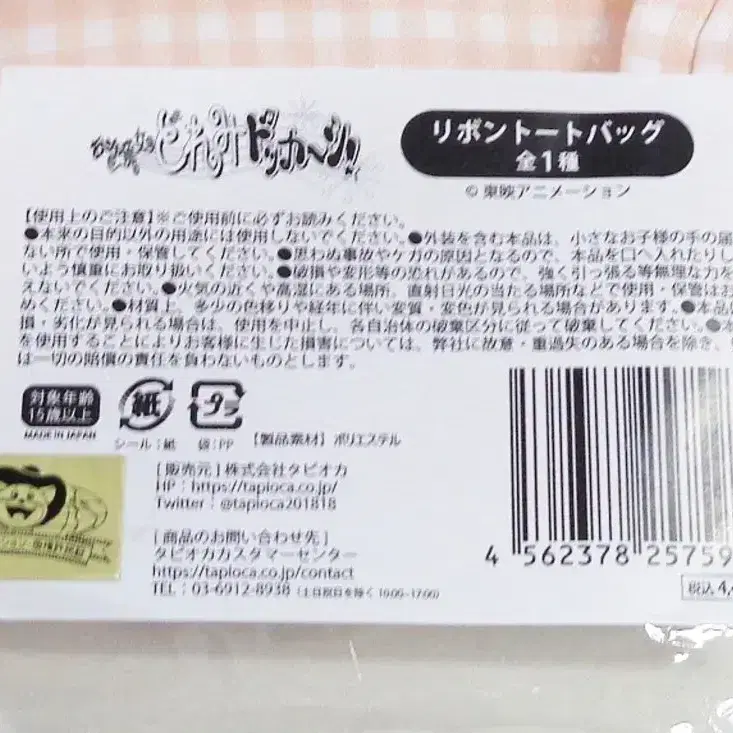 おジャ魔女どれみドッカ〜ン!
リボントートバッグ
全1種
© 東映アニメーション
【使用上のご注意】※ご使用前に必ずお読みください。
●本来の目的以外の用途には使用しないでください。●外装を含む本品は、小さなお子様の手の届
ない所で使用・保管してください。●思わぬ事故やケガの原因となるので、本品を口へ入れたりし
いよう慎重にお取り扱いください。●破損や変形等の恐れがあるので、強く引っ張る等無理な力を
えないでください。●火気の近くや高湿にある場所、直射日光の当たる場所などで使用・保管はお
めください。●材質上、多少の色移りや経年に伴い変質・変色が見られる場合があります。●本品に
損・劣化が見られる場合は、使用を中止し、各自治体の破棄区分に従って破棄してください。●本
を使用することによりお客様に生じた損害については、弊社に故意・重過失のある場合を除き、
は一切の賠償の責任を負わないものとします。
対象年齢
15歳以上
MADE IN JAPAN
紙
シール:紙
プラ
袋:PP
【製品素材】ポリエステル
[ 販売元 ] 株式会社タピオカ
HP : https://tapioca.co.jp/
Twitter : @tapioca201818
[ 商品のお問い合わせ先 ]
タピオカカスタマーセンター
https://tapioca.co.jp/contact
TEL : 03-6912-8938 (土日祝日を除く 10:00-17:00)
4 562378 25759
税込 4,